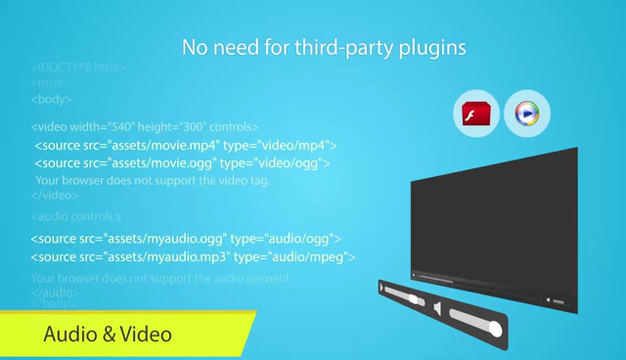 No need for third-party plugins
<!DOCTYPE html>
<html>
<body>
<video width="540" height="300" controls>
<source src="assets/movie.mp4" type="video/mp4">
<source src="assets/movie.ogg" type="video/ogg">
Your browser does not support the video tag.
</video>
<audio controls>
<source src="assets/myaudio.ogg" type="audio/ogg">
<source src="assets/myaudio.mp3" type="audio/mpeg">
Your browser does not support the audio element
</audio>
</body>
Audio & Video